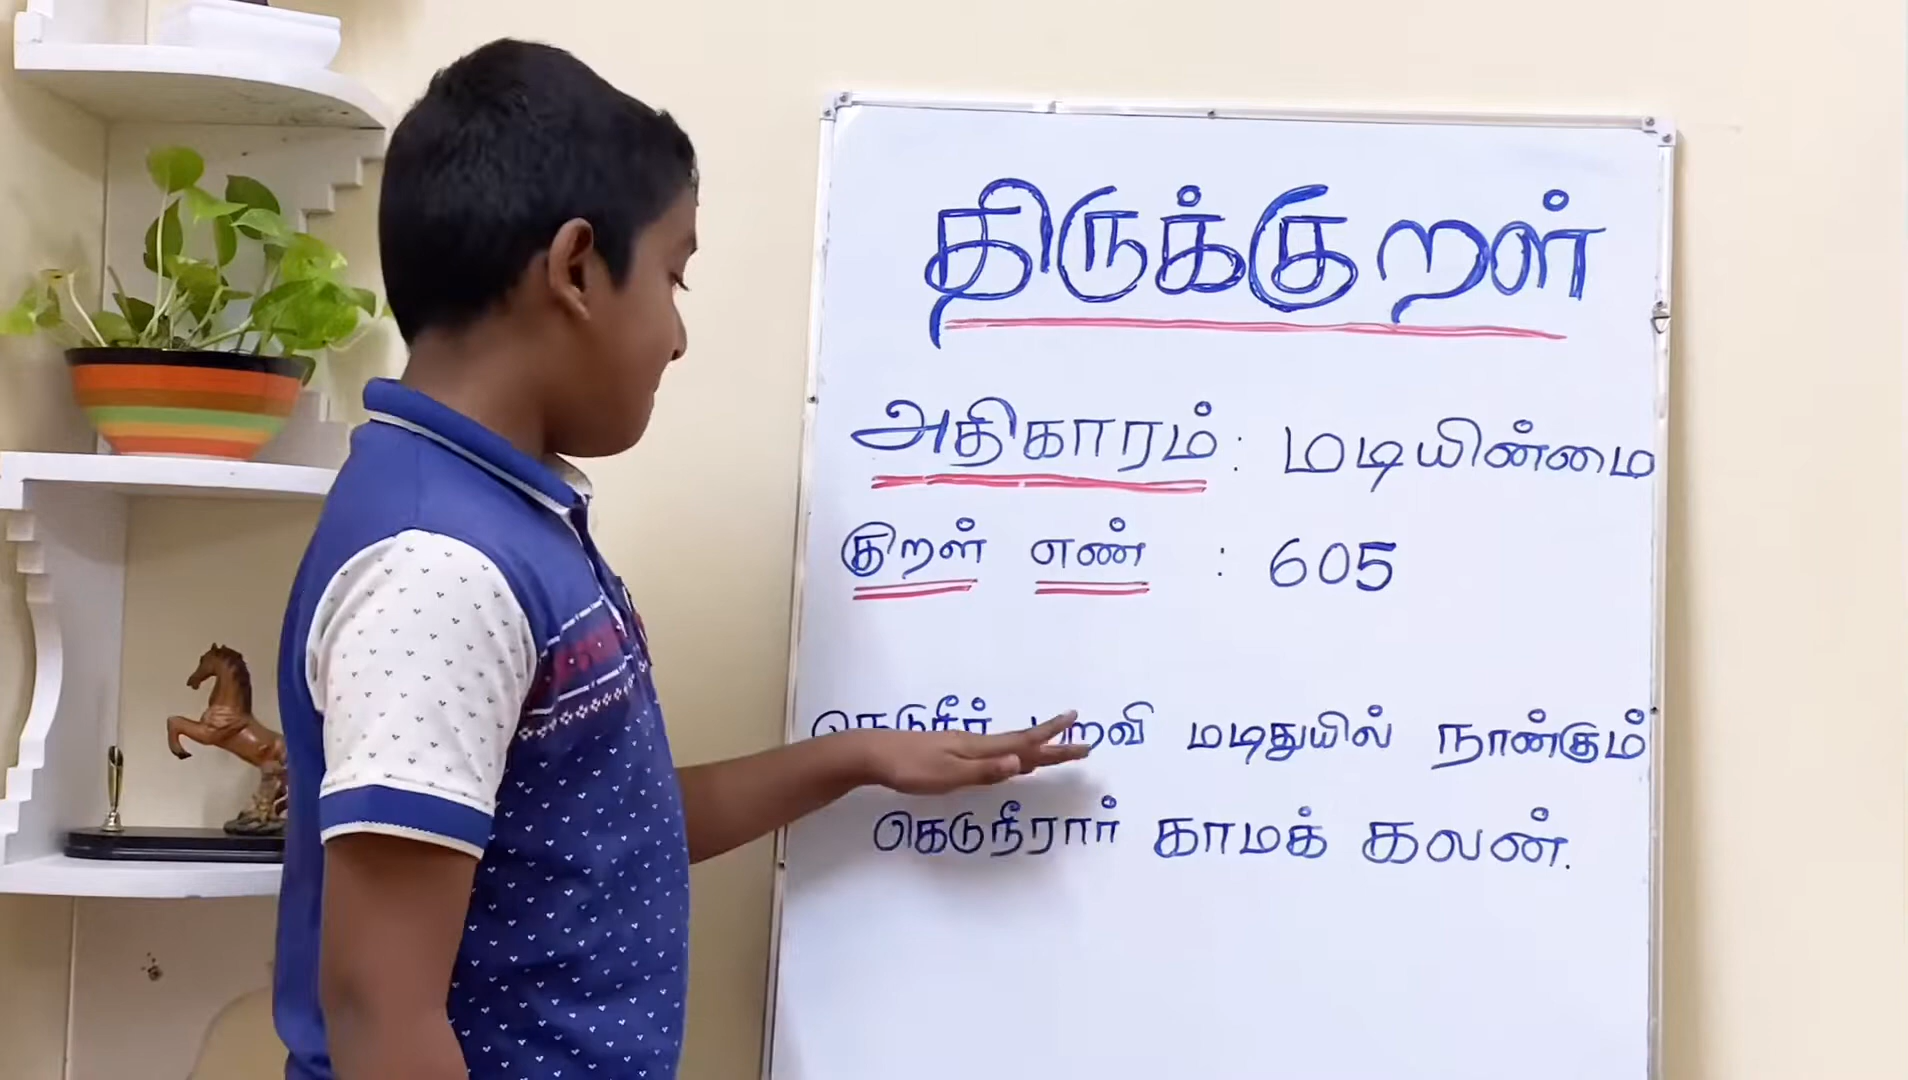 திருக்குறள்
அதிகாரம் : மடியின்மை
குறள் எண் : 605
மடிதுயில் நான்கும்
கெடுநீரார் காமக் கலன்.